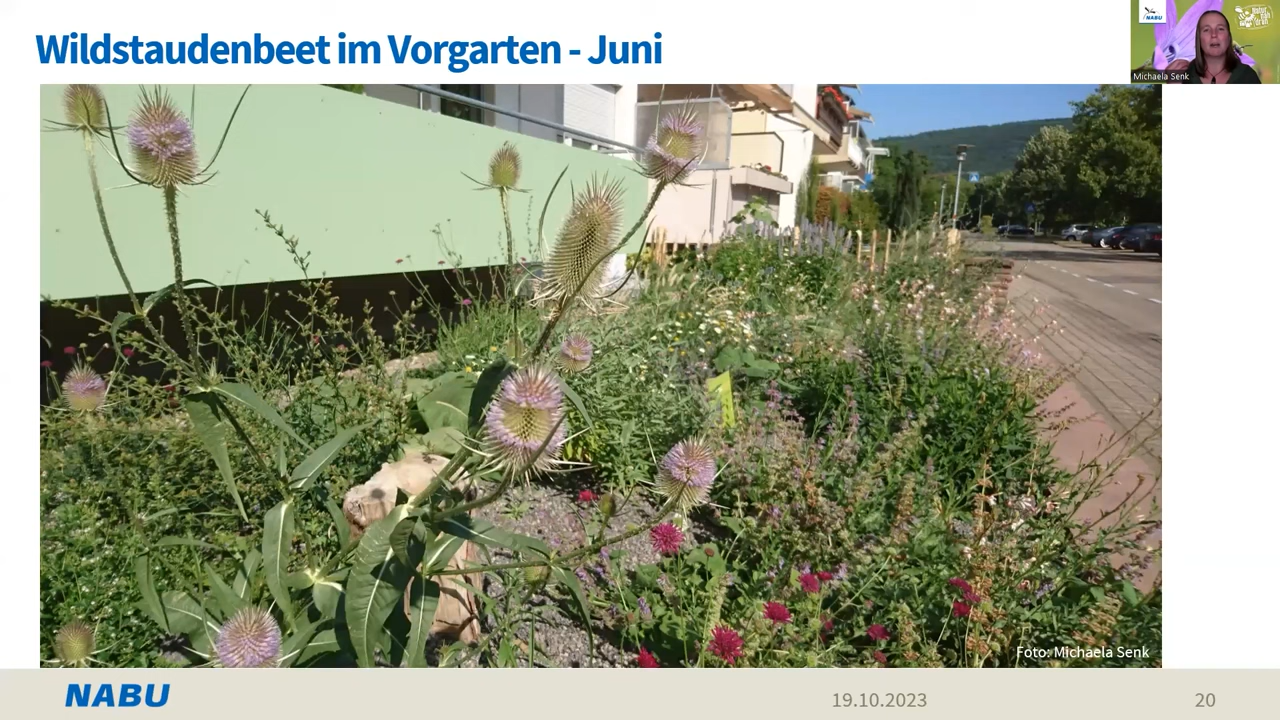 Wildstaudenbeet im Vorgarten - Juni
NABU
Michaela Senk
Foto: Michaela Senk
NABU
19.10.2023
20